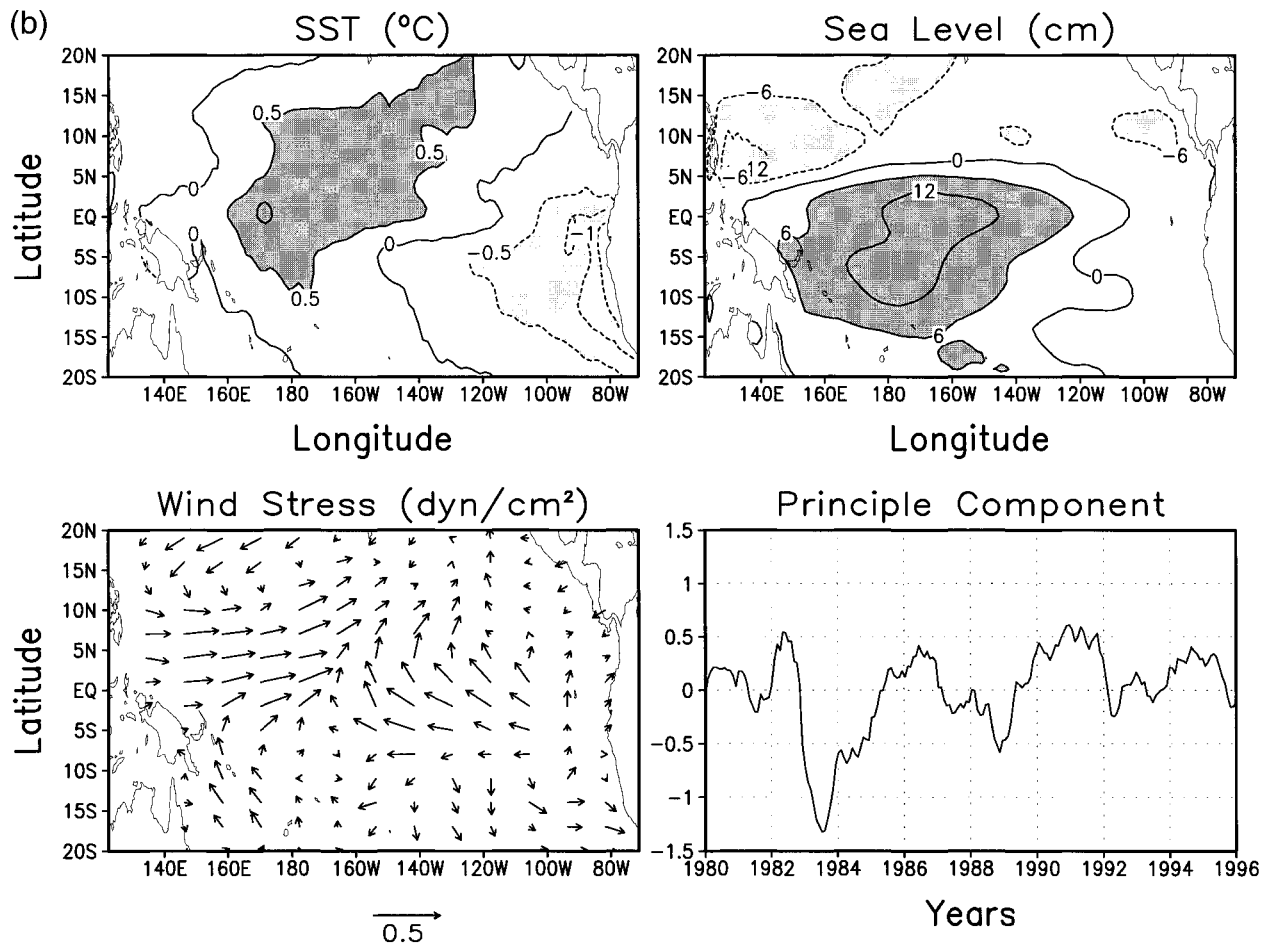 (b)
SST (°C)
Sea Level (cm)
20N
15N
10N
5N
EQ
5S
10S
15S
20S
Latitude
0.5
0.5
0
0
0
-0.5
-1
0.5
140E 160E 180 160W 140W 120W 100W 80W
Longitude
20N
15N
10N
5N
EQ
5S
10S
15S
20S
-6
-6
12
-6
0
12
6
0
6
140E 160E 180 160W 140W 120W 100W 80W
Longitude
Wind Stress (dyn/cm²)
Principle Component
20N
15N
10N
5N
EQ
5S
10S
15S
20S
Latitude
140E 160E 180 160W 140W 120W 100W 80W
0.5
1.5
1
0.5
0
-0.5
-1
-1.5
1980 1982 1984 1986 1988 1990 1992 1994 1996
Years